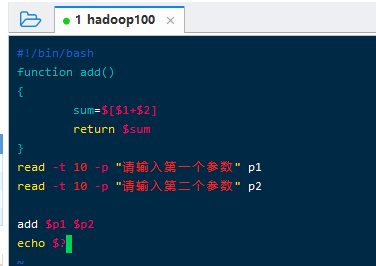 1 hadoop100 ×
#!/bin/bash
function add()
{
        sum=$[$1+$2]
        return $sum
}
read -t 10 -p "请输入第一个参数" p1
read -t 10 -p "请输入第二个参数" p2

add $p1 $p2
echo $?
~